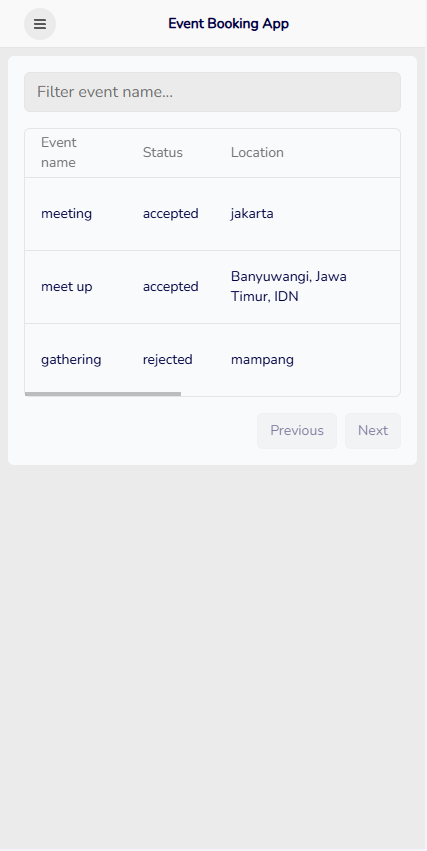 Event Booking App
Filter event name...
Event name Status Location
meeting accepted jakarta
meet up accepted Banyuwangi, Jawa Timur, IDN
gathering rejected mampang
Previous Next